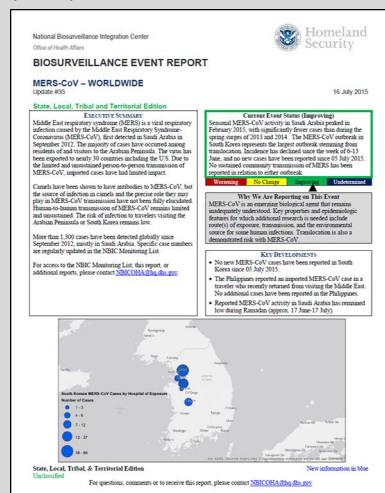 National Biosurveillance Integration Center
Office of Health Affairs
Homeland
Security
BIOSURVEILLANCE EVENT REPORT
MERS-CoV – WORLDWIDE
Update #35
16 July 2015
State, Local, Tribal and Territorial Edition
EXECUTIVE SUMMARY
Middle East respiratory syndrome (MERS) is a viral respiratory
infection caused by the Middle East Respiratory Syndrome-
Coronavirus (MERS-CoV), first detected in Saudi Arabia in
September 2012. The majority of cases have occurred among
residents of and visitors to the Arabian Peninsula. The virus has
been exported to nearly 30 countries including the U.S. Due to
the limited and unsustained person-to-person transmission of
MERS-CoV, imported cases have had limited impact.
Camels have been shown to have antibodies to MERS-CoV, but
the source of infection in camels and the precise role they may
play in MERS-CoV transmission have not been fully elucidated.
Human-to-human transmission of MERS-CoV remains limited
and unsustained. The risk of infection to travelers visiting the
Arabian Peninsula or South Korea remains low.
More than 1,300 cases have been detected globally since
September 2012, mostly in Saudi Arabia. Specific case numbers
are regularly updated in the NBIC Monitoring List.
For access to the NBIC Monitoring List, this report, or
additional reports, please contact NBICOHA@hq.dhs.gov.
Current Event Status (Improving)
Seasonal MERS-CoV activity in Saudi Arabia peaked in
February 2015, with significantly fewer cases than during the
spring surges of 2013 and 2014. The MERS-CoV outbreak in
South Korea represents the largest outbreak stemming from
translocation. Incidence has declined since the week of 6-13
June, and no new cases have been reported since 05 July 2015.
No sustained community transmission of MERS has been
reported in relation to either outbreak.
Worsening No Change Improving Undetermined
Why We Are Reporting on This Event
MERS-CoV is an emerging biological agent that remains
inadequately understood. Key properties and epidemiologic
features for which additional research is needed include
route(s) of exposure, transmission, and the environmental
source for some human infections. Translocation is also a
demonstrated risk with MERS-CoV.
KEY DEVELOPMENTS
• No new MERS-CoV cases have been reported in South
Korea since 05 July 2015.
• The Philippines reported an imported MERS-CoV case in a
traveler who recently returned from visiting the Middle East.
No additional cases have been reported in the Philippines.
• Reported MERS-CoV activity in Saudi Arabia has remained
low during Ramadan (approx. 17 June-17 July).
South Korean MERS-CoV Cases by Hospital of Exposure
Number of Cases
1 - 3
4 - 6
7 - 12
State, Local, Tribal, & Territorial Edition
New information in blue
Unclassified
For questions, comments or to receive this report, please contact NBICOHA@hq.dhs.gov